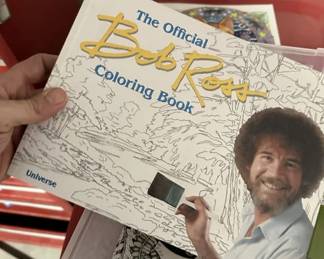 The Official
Bob Ross
Coloring Book
Universe